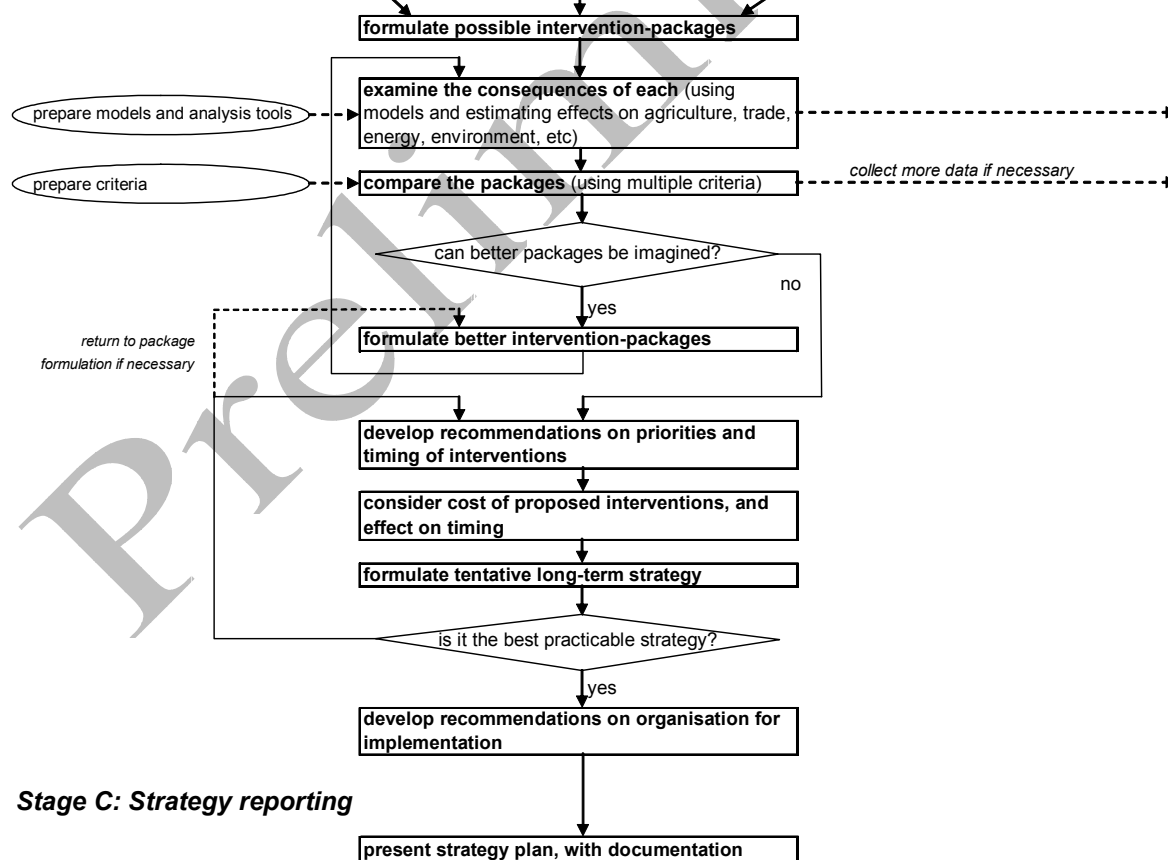 formulate possible intervention-packages
examine the consequences of each (using
models and estimating effects on agriculture, trade,
energy, environment, etc)
prepare models and analysis tools
compare the packages (using multiple criteria)
prepare criteria
collect more data if necessary
can better packages be imagined?
no
yes
formulate better intervention-packages
return to package
formulation if necessary
develop recommendations on priorities and
timing of interventions
consider cost of proposed interventions, and
effect on timing
formulate tentative long-term strategy
is it the best practicable strategy?
yes
develop recommendations on organisation for
implementation
Stage C: Strategy reporting
present strategy plan, with documentation
Prelim